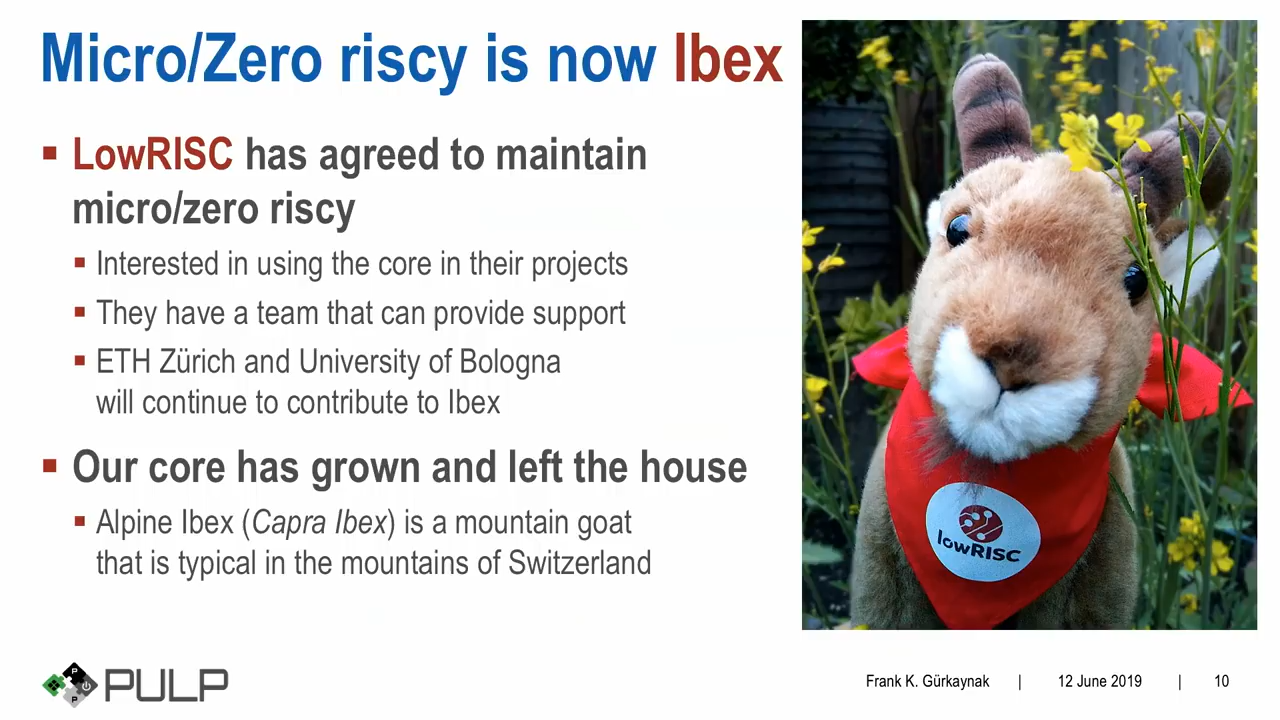 Micro/Zero riscy is now Ibex
LowRISC has agreed to maintain
micro/zero riscy
Interested in using the core in their projects
They have a team that can provide support
ETH Zürich and University of Bologna
will continue to contribute to Ibex
Our core has grown and left the house
Alpine Ibex (Capra Ibex) is a mountain goat
that is typical in the mountains of Switzerland
lowRISC
P
P
PULP
Frank K. Gürkaynak | 12 June 2019 | 10